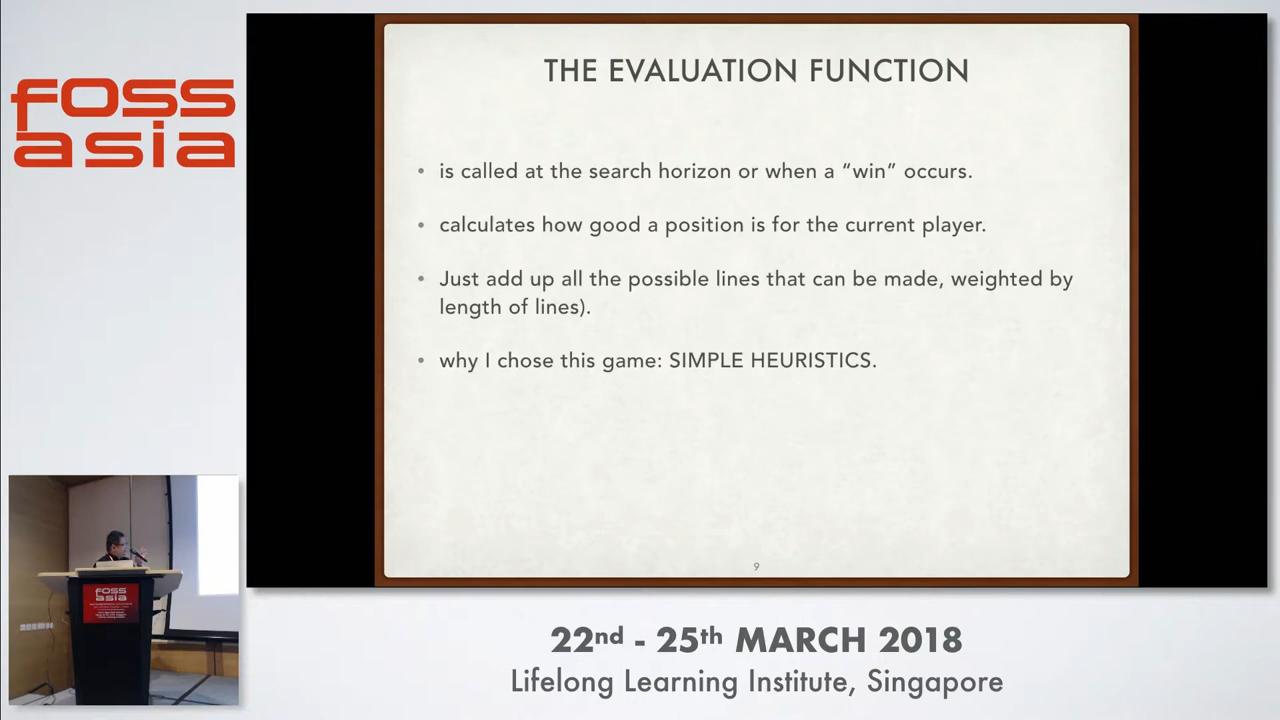 foss
asia
THE EVALUATION FUNCTION
• is called at the search horizon or when a “win” occurs.
• calculates how good a position is for the current player.
• Just add up all the possible lines that can be made, weighted by
length of lines).
• why I chose this game: SIMPLE HEURISTICS.
9
foss
asia
22nd - 25th MARCH 2018
Lifelong Learning Institute, Singapore